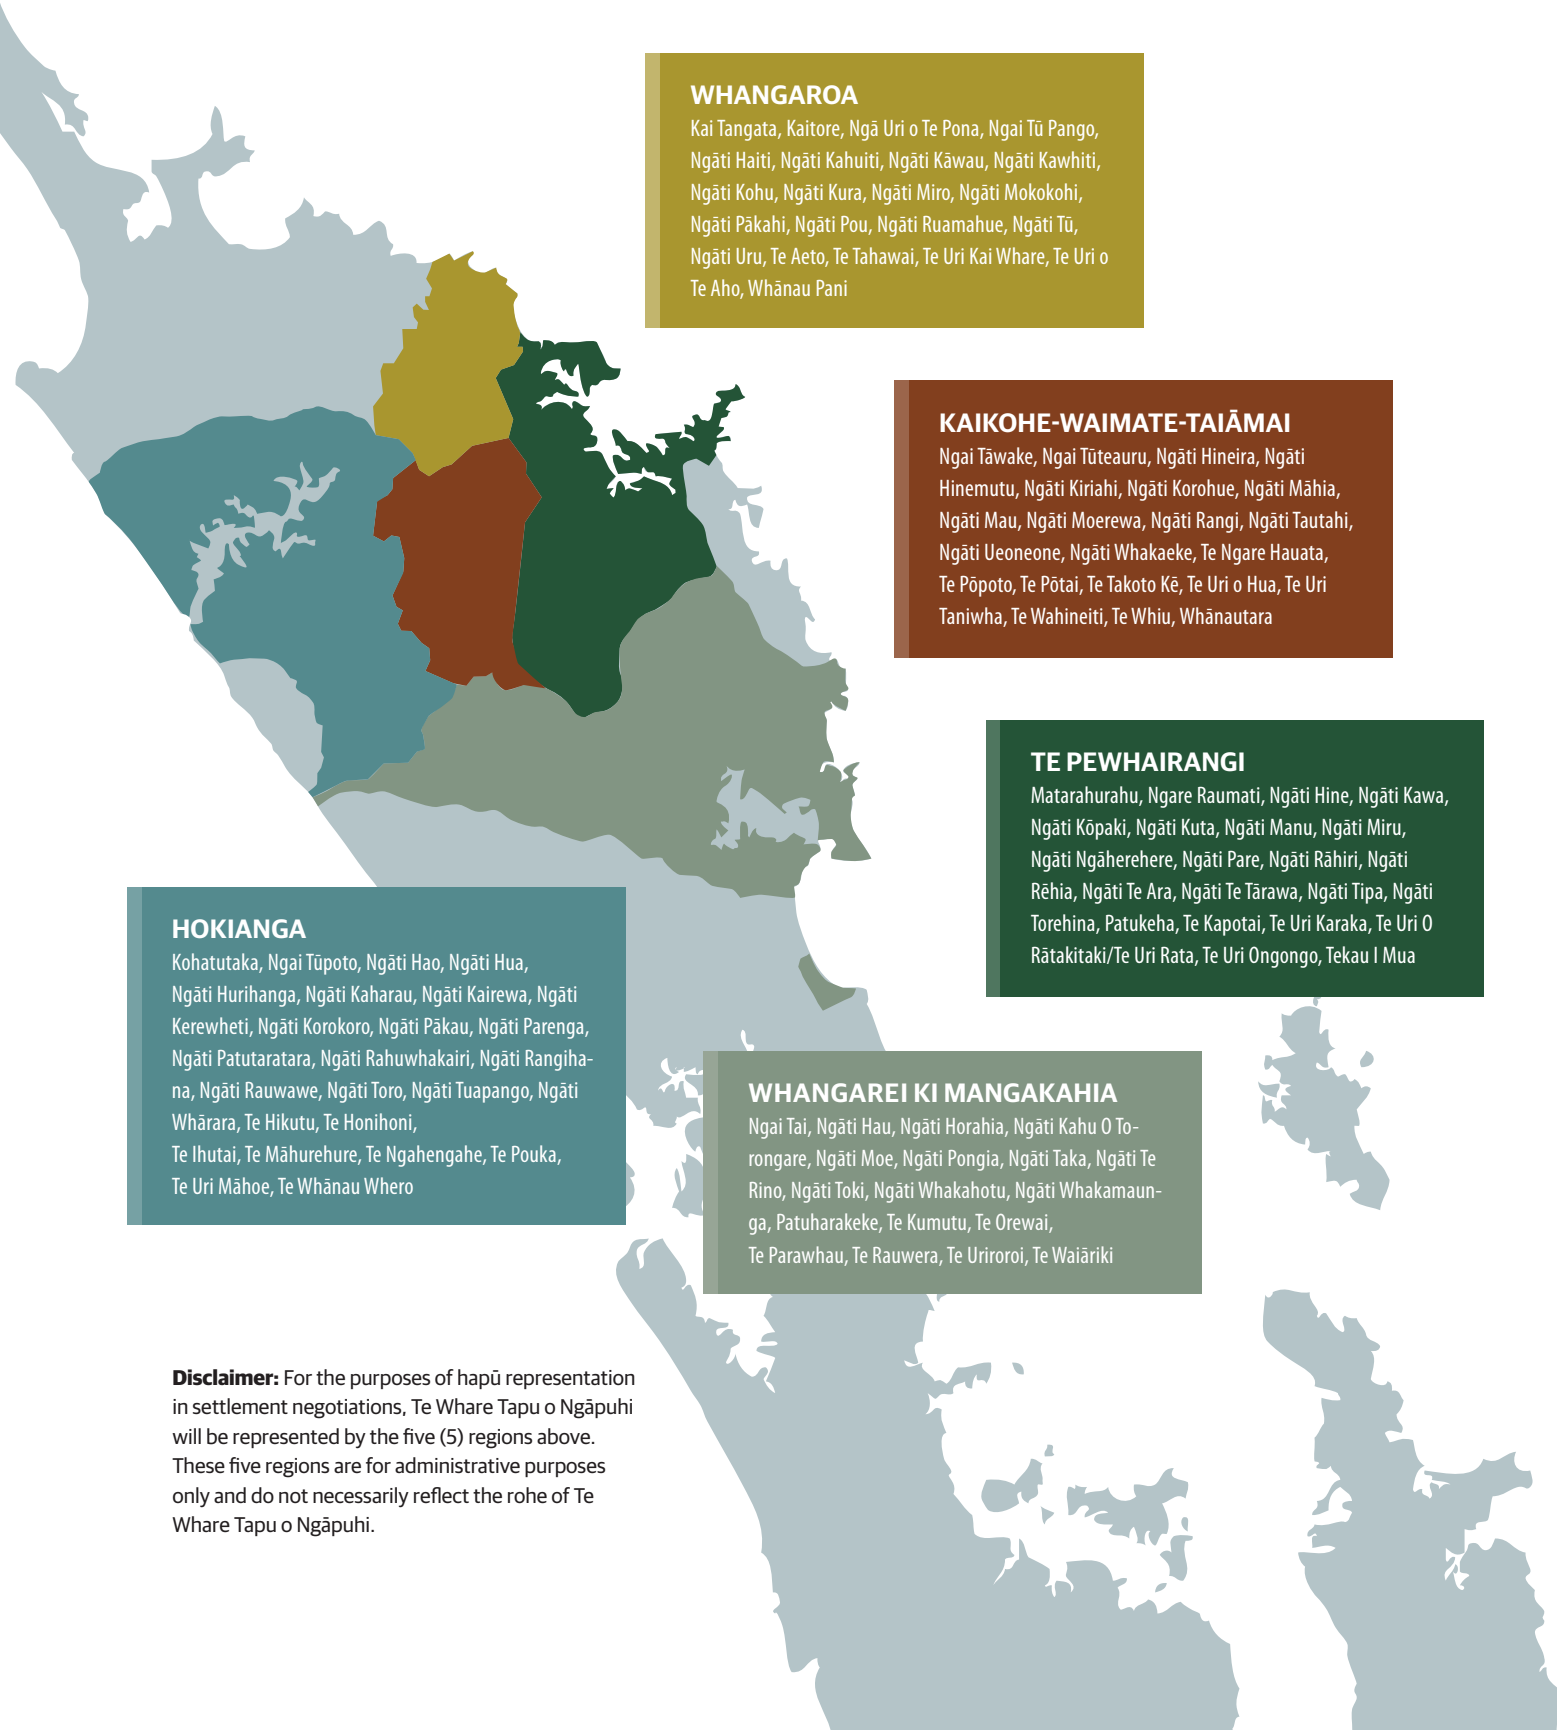 WHANGAROA
Kai Tangata, Kaitore, Ngā Uri o Te Pona, Ngai Tū Pango,
Ngāti Haiti, Ngāti Kahuiti, Ngāti Kāwau, Ngāti Kawhiti,
Ngāti Kohu, Ngāti Kura, Ngāti Miro, Ngāti Mokokohi,
Ngāti Pākahi, Ngāti Pou, Ngāti Ruamahue, Ngāti Tū,
Ngāti Uru, Te Aeto, Te Tahawai, Te Uri Kai Whare, Te Uri o
Te Aho, Whānau Pani
KAIKOHE-WAIMATE-TAIĀMAI
Ngai Tāwake, Ngai Tūteauru, Ngāti Hineira, Ngāti
Hinemutu, Ngāti Kiriahi, Ngāti Korohue, Ngāti Māhia,
Ngāti Mau, Ngāti Moerewa, Ngāti Rangi, Ngāti Tautahi,
Ngāti Ueoneone, Ngāti Whakaeke, Te Ngare Hauata,
Te Pōpoto, Te Pōtai, Te Takoto Kē, Te Uri o Hua, Te Uri
Taniwha, Te Wahineiti, Te Whiu, Whānautara
TE PEWHAIRANGI
Matarahurahu, Ngare Raumati, Ngāti Hine, Ngāti Kawa,
Ngāti Kōpaki, Ngāti Kuta, Ngāti Manu, Ngāti Miru,
Ngāti Ngāherehere, Ngāti Pare, Ngāti Rāhiri, Ngāti
Rēhia, Ngāti Te Ara, Ngāti Te Tārawa, Ngāti Tipa, Ngāti
Torehina, Patukeha, Te Kapotai, Te Uri Karaka, Te Uri O
Rātakitaki/Te Uri Rata, Te Uri Ongongo, Tekau I Mua
HOKIANGA
Kohatutaka, Ngai Tūpoto, Ngāti Hao, Ngāti Hua,
Ngāti Hurihanga, Ngāti Kaharau, Ngāti Kairewa, Ngāti
Kerewheti, Ngāti Korokoro, Ngāti Pākau, Ngāti Parenga,
Ngāti Patutaratara, Ngāti Rahuwhakairi, Ngāti Rangiha-
na, Ngāti Rauwawe, Ngāti Toro, Ngāti Tuapango, Ngāti
Whārara, Te Hikutu, Te Honihoni,
Te Ihutai, Te Māhurehure, Te Ngahengahe, Te Pouka,
Te Uri Māhoe, Te Whānau Whero
WHANGAREI KI MANGAKAHIA
Ngai Tai, Ngāti Hau, Ngāti Horahia, Ngāti Kahu O To-
rongare, Ngāti Moe, Ngāti Pongia, Ngāti Taka, Ngāti Te
Rino, Ngāti Toki, Ngāti Whakahotu, Ngāti Whakamaun-
ga, Patuharakeke, Te Kumutu, Te Orewai,
Te Parawhau, Te Rauwera, Te Uriroroi, Te Waiāriki
Disclaimer: For the purposes of hapū representation
in settlement negotiations, Te Whare Tapu o Ngāpuhi
will be represented by the five (5) regions above.
These five regions are for administrative purposes
only and do not necessarily reflect the rohe of Te
Whare Tapu o Ngāpuhi.